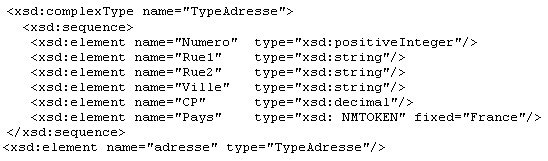 <xsd:complexType name="TypeAdresse">
<xsd:sequence>
<xsd:element name="Numero" type="xsd:positiveInteger"/>
<xsd:element name="Rue1" type="xsd:string"/>
<xsd:element name="Rue2" type="xsd:string"/>
<xsd:element name="Ville" type="xsd:string"/>
<xsd:element name="CP" type="xsd:decimal"/>
<xsd:element name="Pays" type="xsd: NMTOKEN" fixed="France"/>
</xsd:sequence>
<xsd:element name="adresse" type="TypeAdresse"/>